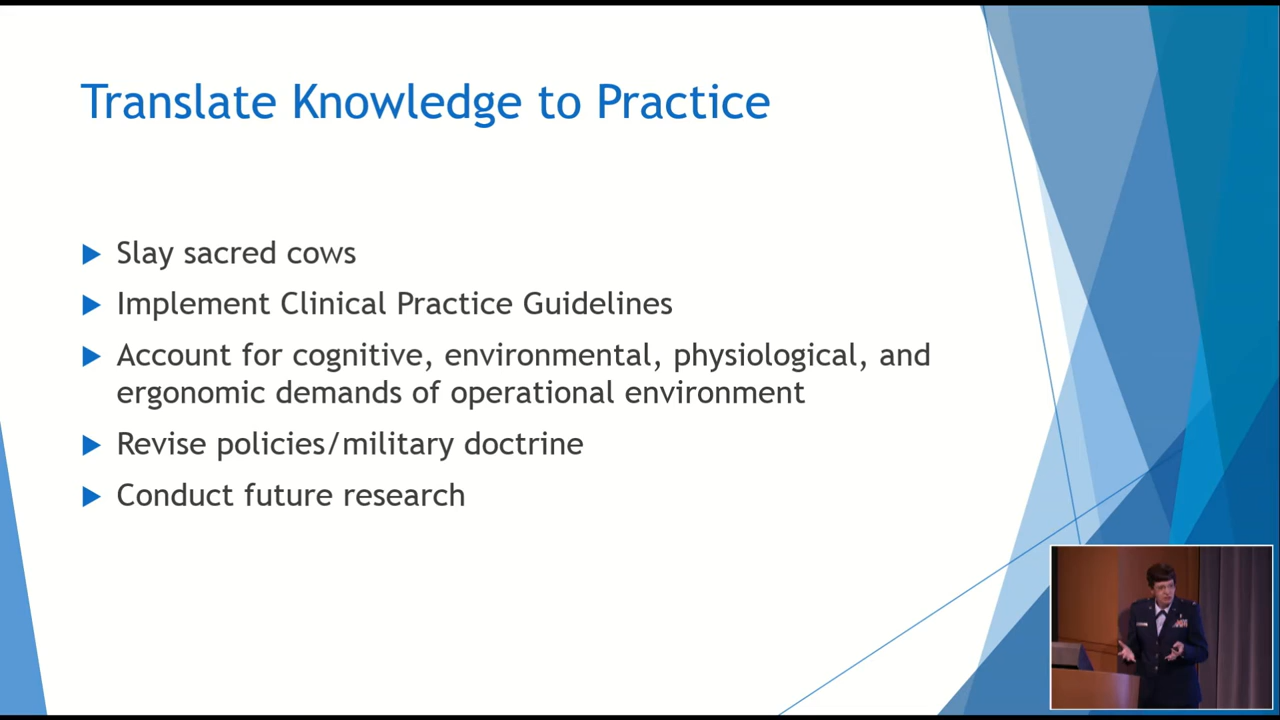 Translate Knowledge to Practice
Slay sacred cows
Implement Clinical Practice Guidelines
Account for cognitive, environmental, physiological, and
ergonomic demands of operational environment
Revise policies/military doctrine
Conduct future research